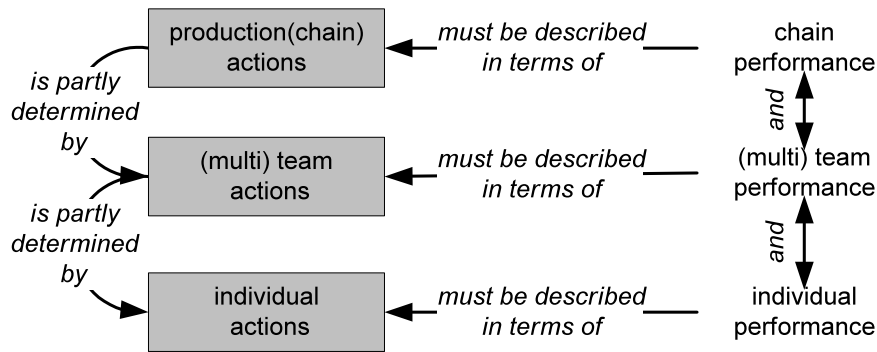 production(chain)
actions
must be described
in terms of
chain
performance
is partly
determined
by
and
(multi) team
actions
must be described
in terms of
(multi) team
performance
is partly
determined
by
and
individual
actions
must be described
in terms of
individual
performance